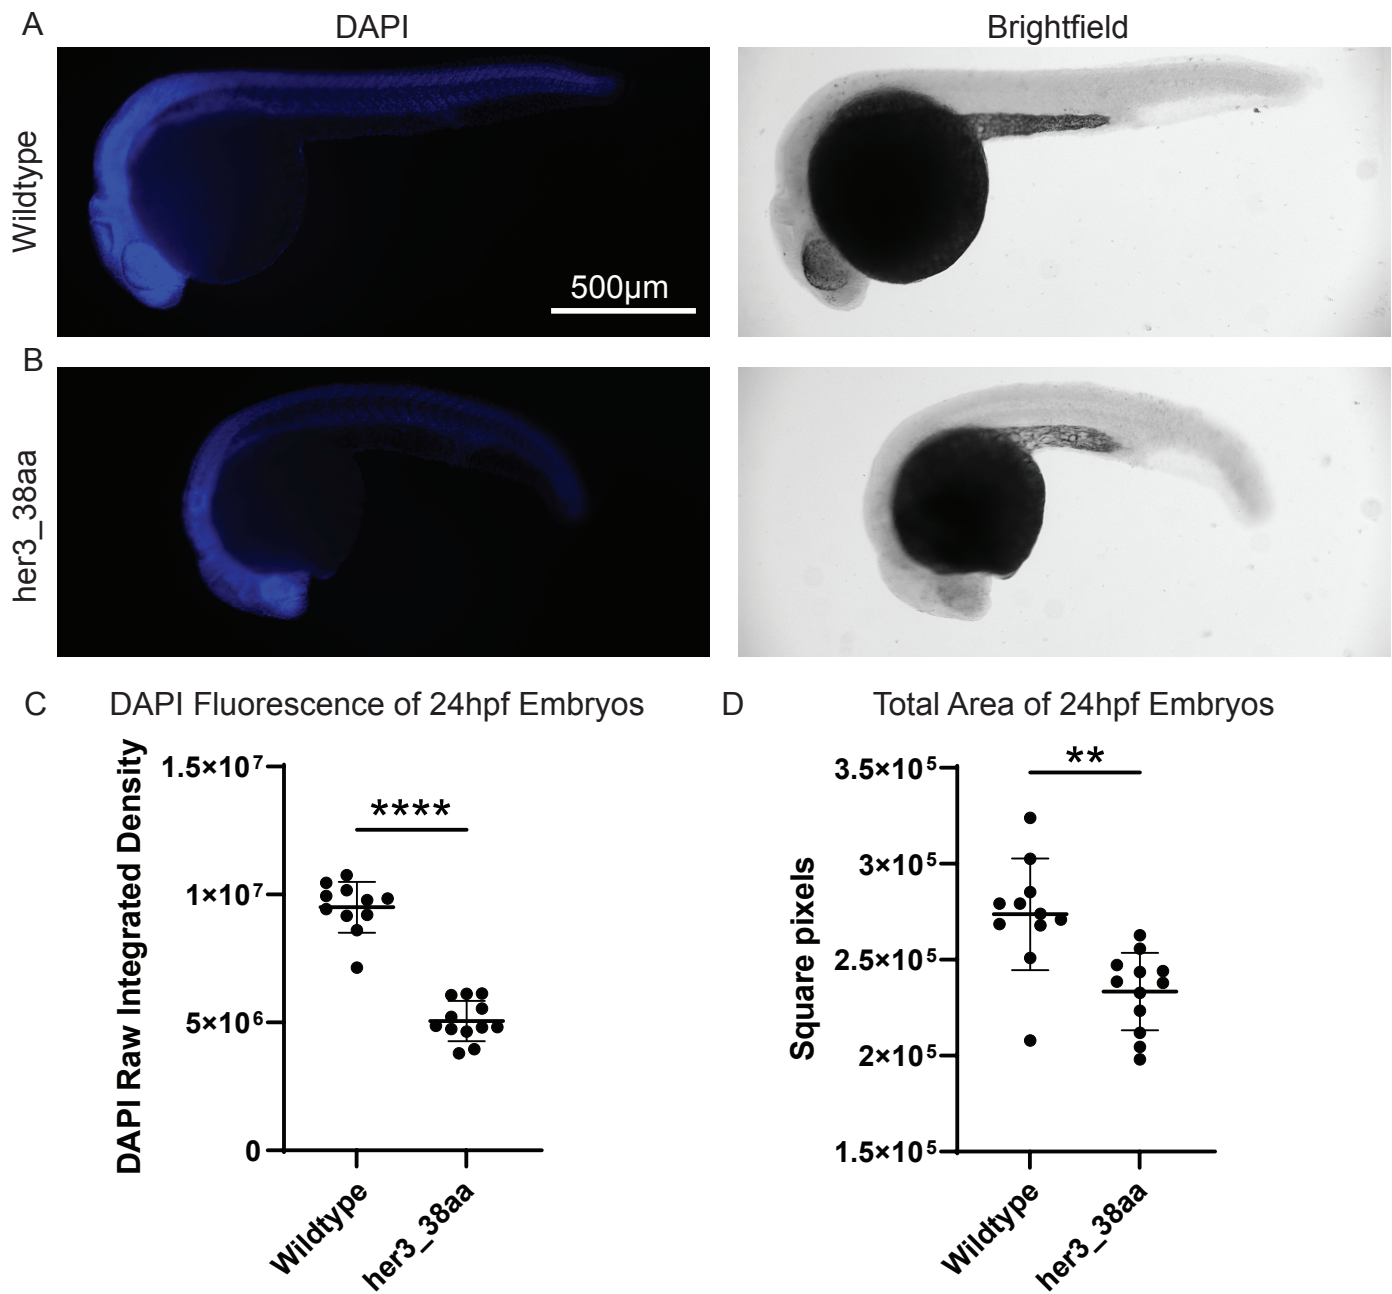 A
DAPI
Brightfield
Wildtype
500µm
B
her3_38aa
C
DAPI Fluorescence of 24hpf Embryos
DAPI Raw Integrated Density
1.5×10⁷
1×10⁷
5×10⁶
0
****
Wildtype
her3_38aa
D
Total Area of 24hpf Embryos
Square pixels
3.5×10⁵
3×10⁵
2.5×10⁵
2×10⁵
1.5×10⁵
**
Wildtype
her3_38aa